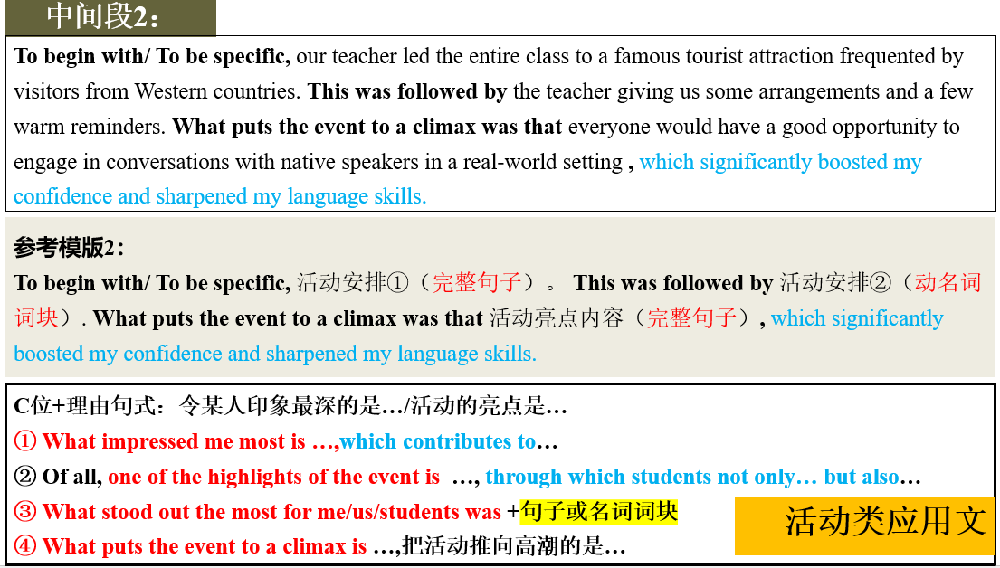 中间段2：
To begin with/ To be specific, our teacher led the entire class to a famous tourist attraction frequented by
visitors from Western countries. This was followed by the teacher giving us some arrangements and a few
warm reminders. What puts the event to a climax was that everyone would have a good opportunity to
engage in conversations with native speakers in a real-world setting , which significantly boosted my
confidence and sharpened my language skills.
参考模版2：
To begin with/ To be specific, 活动安排①（完整句子）。 This was followed by 活动安排②（动名词
词块）. What puts the event to a climax was that 活动亮点内容（完整句子）, which significantly
boosted my confidence and sharpened my language skills.
C位+理由句式：令某人印象最深的是…/活动的亮点是…
① What impressed me most is …,which contributes to…
② Of all, one of the highlights of the event is …, through which students not only… but also…
③ What stood out the most for me/us/students was +句子或名词词块
④ What puts the event to a climax is …,把活动推向高潮的是…
活动类应用文